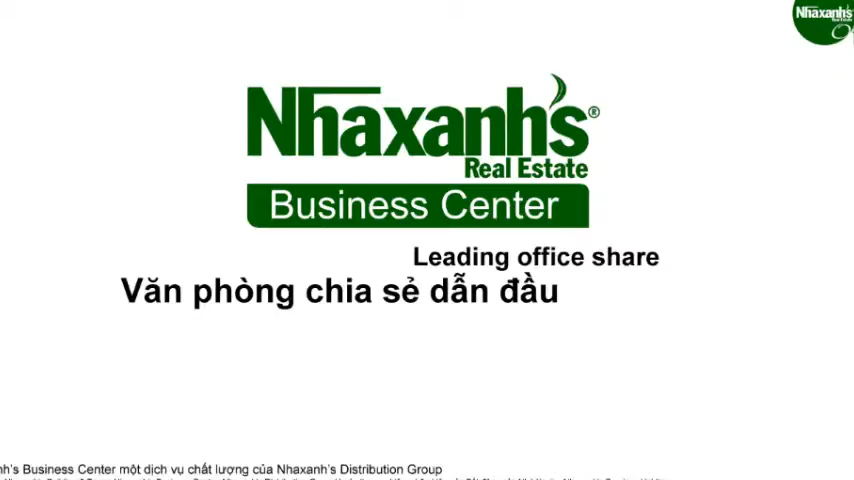 Nhaxanh's
Real Estate
Nhaxanh's®
Real Estate
Business Center
Leading office share
Văn phòng chia sẻ dẫn đầu
nh's Business Center một dịch vụ chất lượng của Nhaxanh's Distribution Group